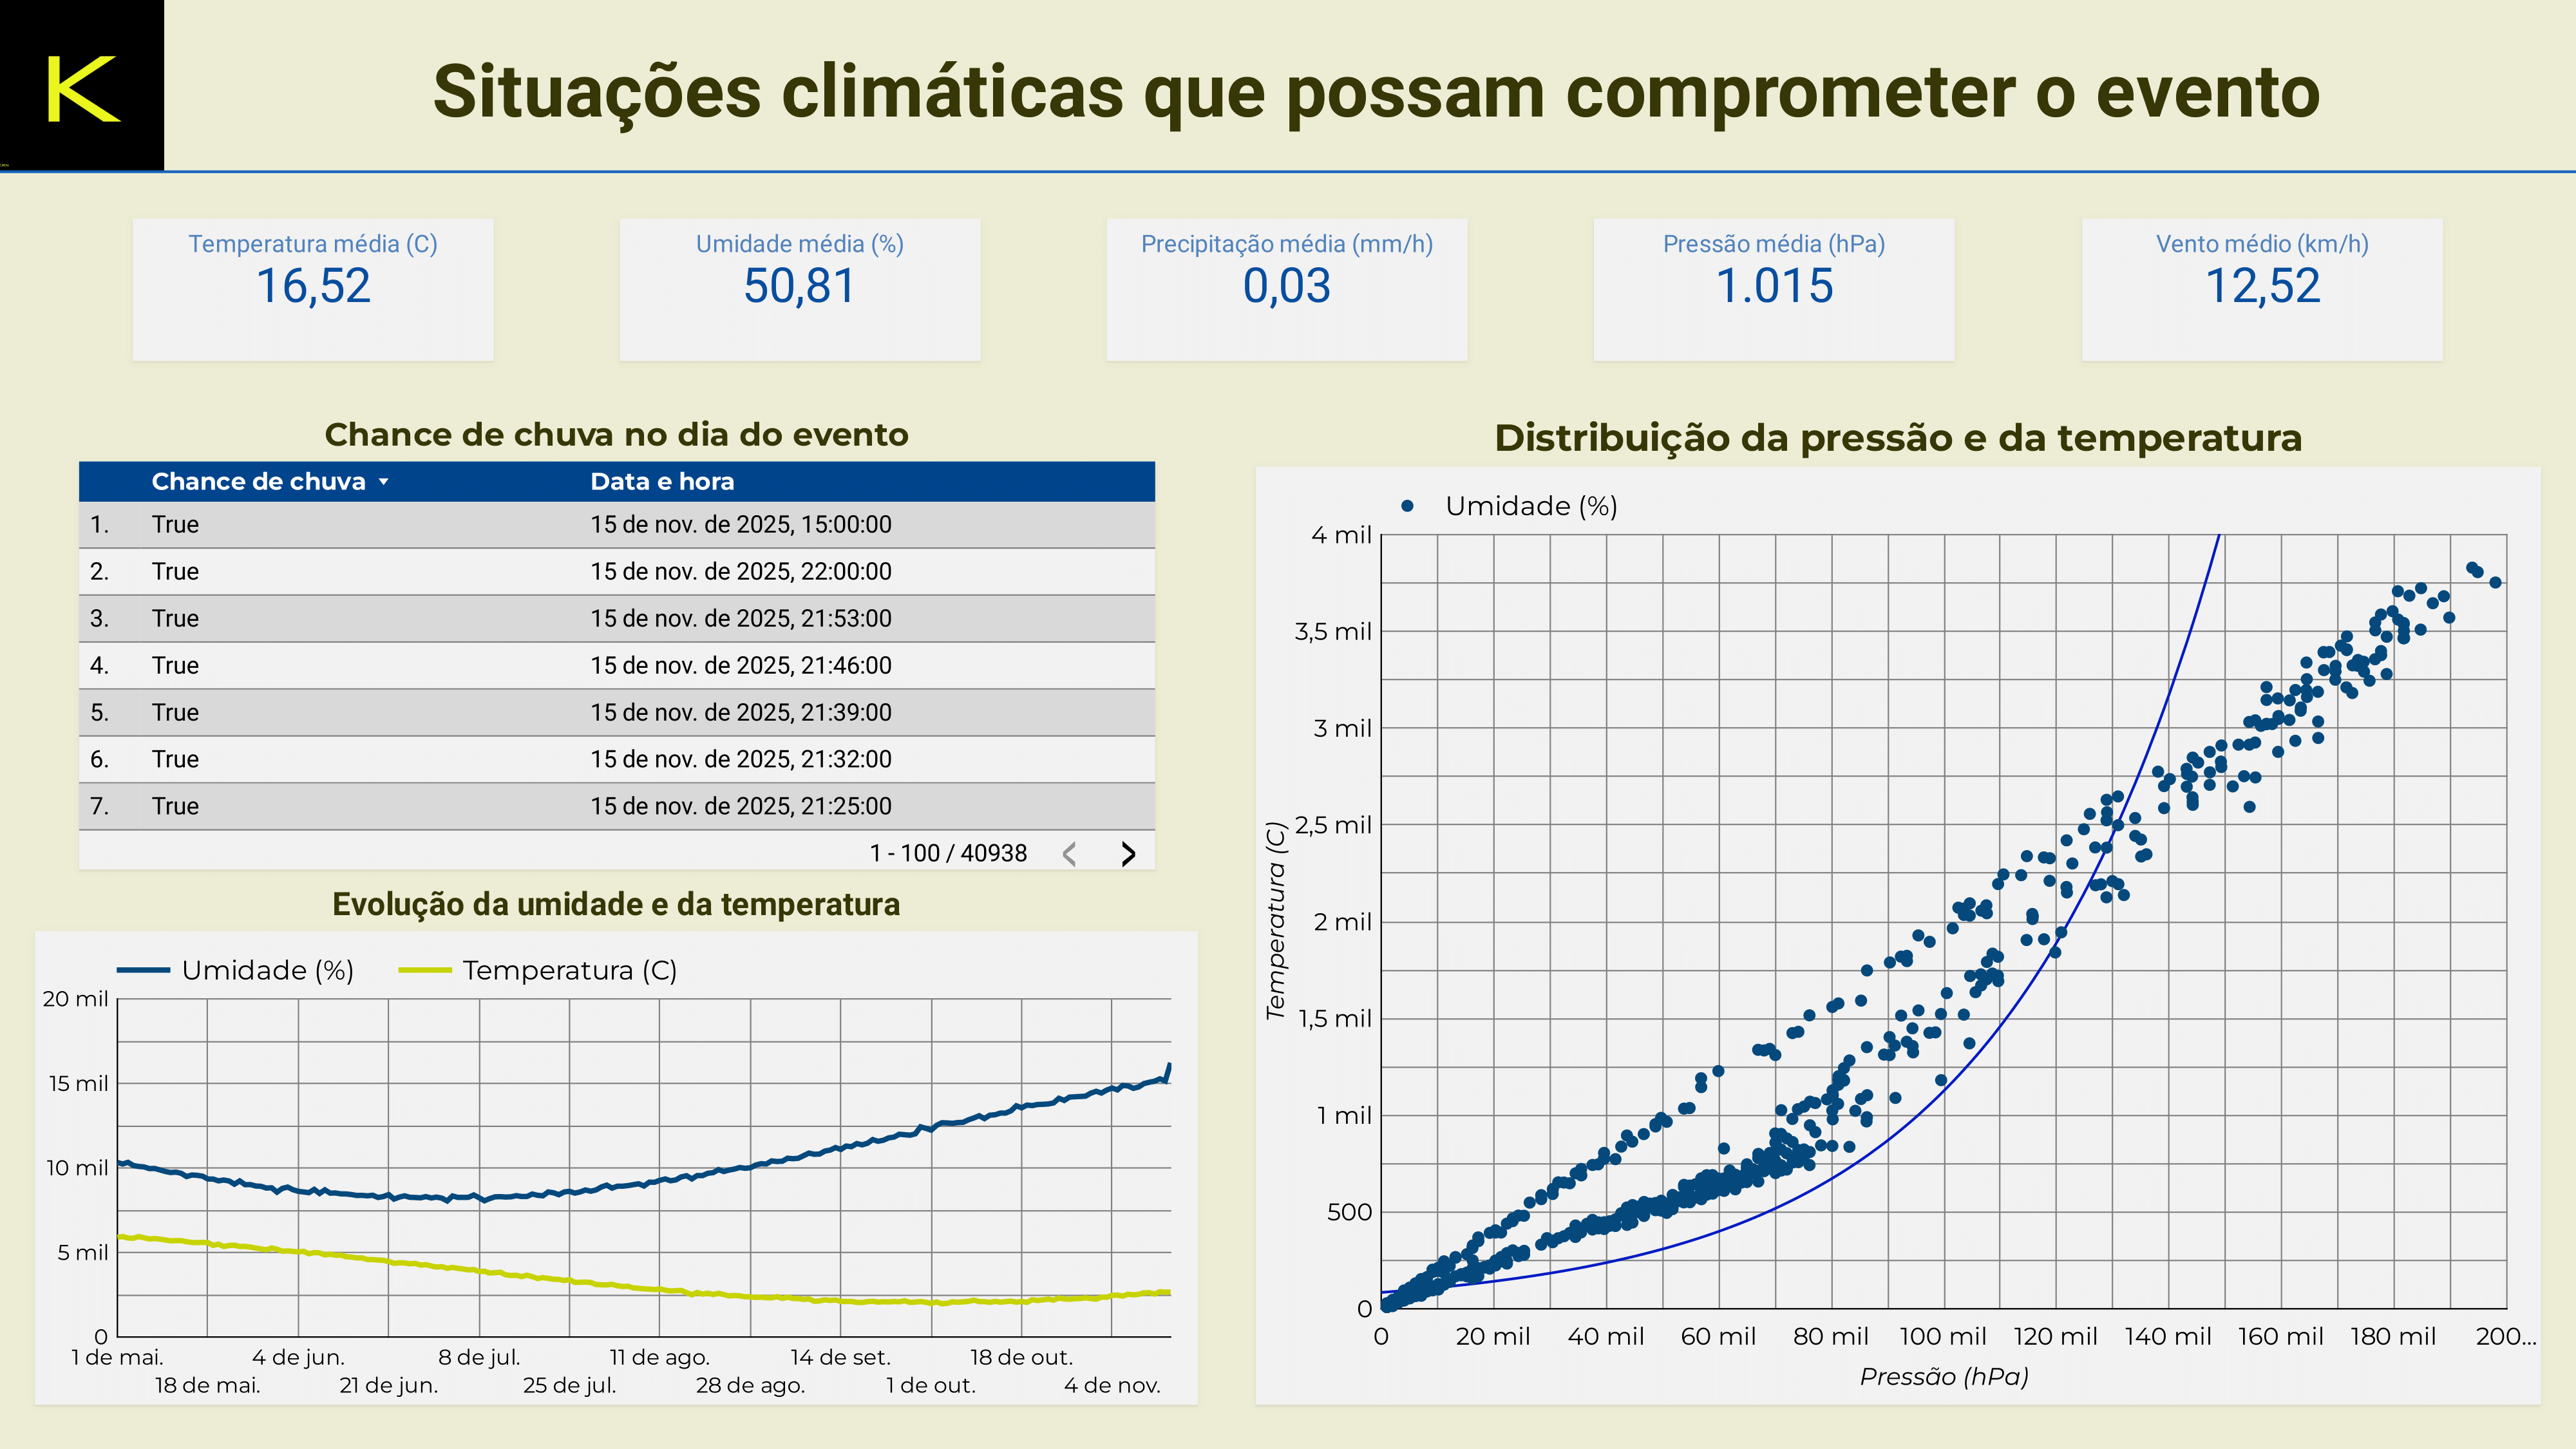 K
Situações climáticas que possam comprometer o evento
Temperatura média (C)
16,52
Umidade média (%)
50,81
Precipitação média (mm/h)
0,03
Pressão média (hPa)
1.015
Vento médio (km/h)
12,52
Chance de chuva no dia do evento
Chance de chuva Data e hora
1. True 15 de nov. de 2025, 15:00:00
2. True 15 de nov. de 2025, 22:00:00
3. True 15 de nov. de 2025, 21:53:00
4. True 15 de nov. de 2025, 21:46:00
5. True 15 de nov. de 2025, 21:39:00
6. True 15 de nov. de 2025, 21:32:00
7. True 15 de nov. de 2025, 21:25:00
1 - 100 / 40938
Evolução da umidade e da temperatura
Umidade (%) Temperatura (C)
20 mil
15 mil
10 mil
5 mil
0
1 de mai. 4 de jun. 8 de jul. 11 de ago. 14 de set. 18 de out.
18 de mai. 21 de jun. 25 de jul. 28 de ago. 1 de out. 4 de nov.
Distribuição da pressão e da temperatura
Umidade (%)
Temperatura (C)
4 mil
3,5 mil
3 mil
2,5 mil
2 mil
1,5 mil
1 mil
500
0
0 20 mil 40 mil 60 mil 80 mil 100 mil 120 mil 140 mil 160 mil 180 mil 200...
Pressão (hPa)